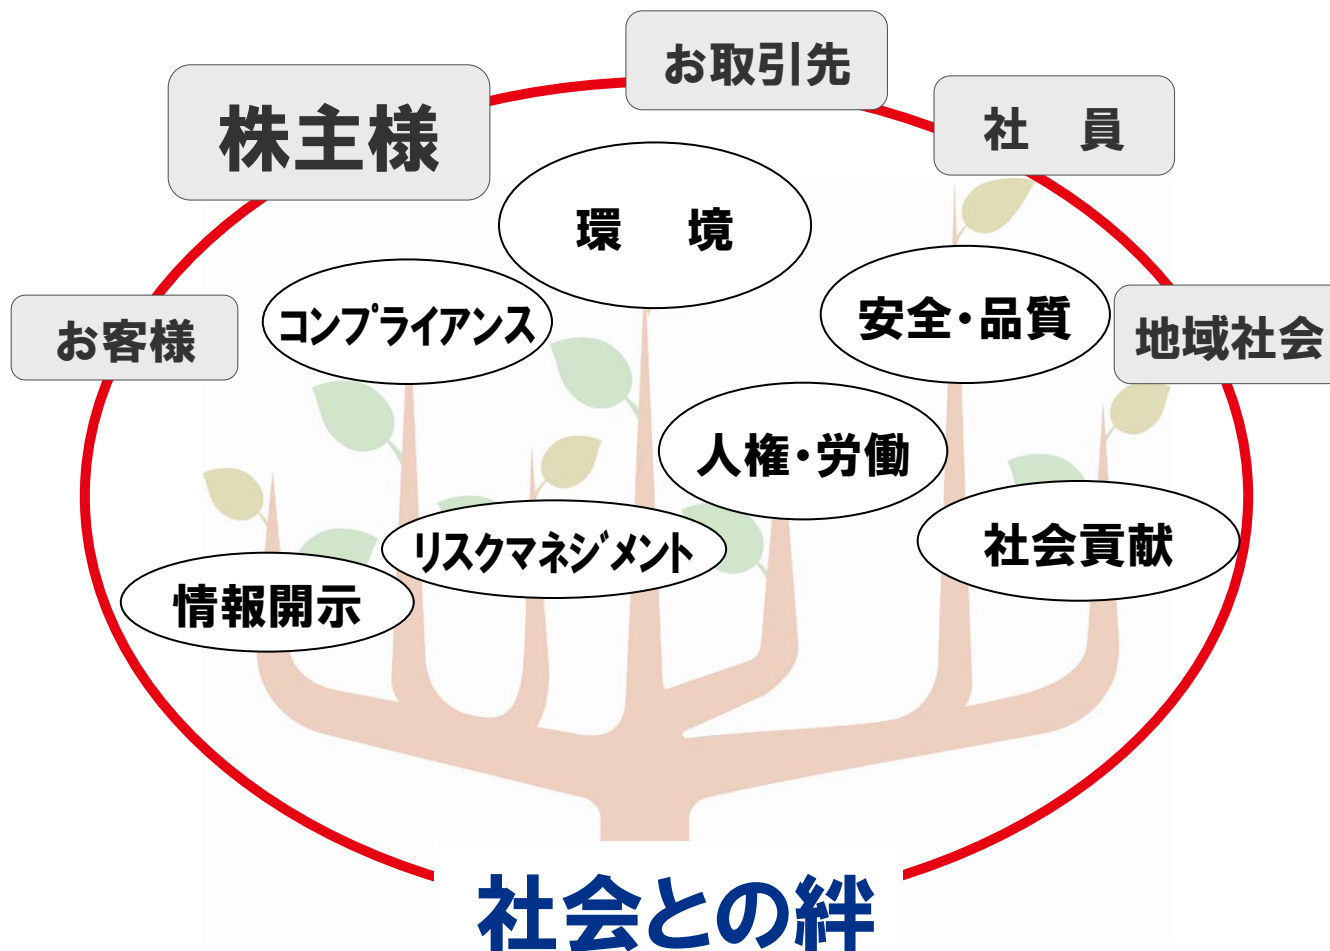 お取引先
株主様
社　員
環　境
コンプライアンス
安全・品質
お客様
地域社会
人権・労働
リスクマネジメント
社会貢献
情報開示
社会との絆